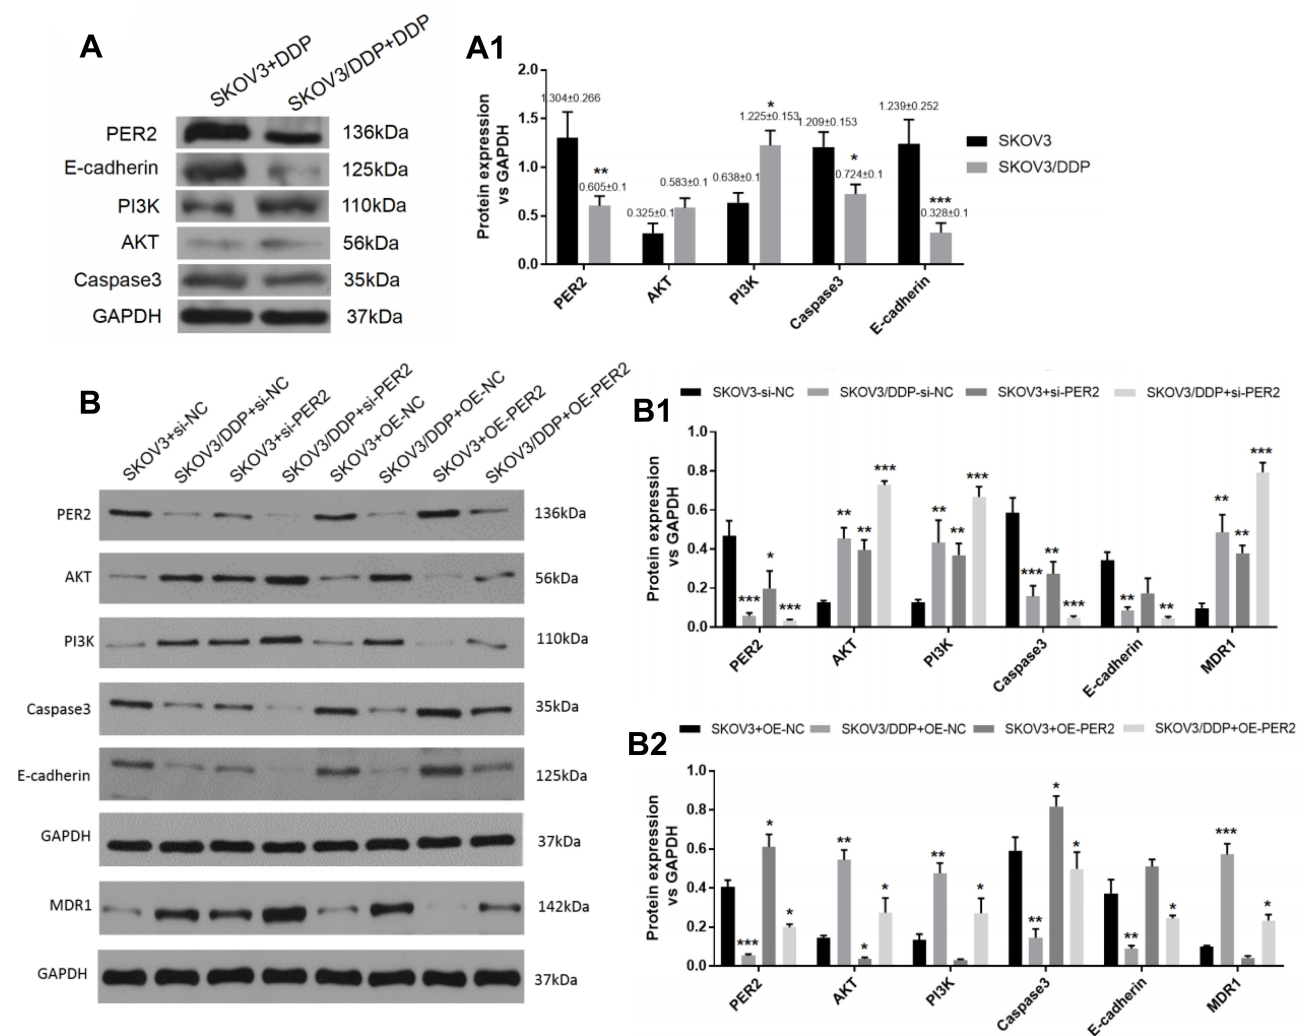 A
SKOV3+DDP
SKOV3/DDP+DDP
PER2 136kDa
E-cadherin 125kDa
PI3K 110kDa
AKT 56kDa
Caspase3 35kDa
GAPDH 37kDa
A1
Protein expression
vs GAPDH
2.0
1.5
1.0
0.5
0.0
1.304±0.266
**
0.605±0.1
0.325±0.1
0.583±0.1
0.638±0.1
*
1.225±0.153
1.209±0.153
*
0.724±0.1
1.239±0.252
***
0.328±0.1
PER2
AKT
PI3K
Caspase3
E-cadherin
SKOV3
SKOV3/DDP
B
SKOV3+si-NC
SKOV3/DDP+si-NC
SKOV3+si-PER2
SKOV3/DDP+si-PER2
SKOV3+OE-NC
SKOV3/DDP+OE-NC
SKOV3+OE-PER2
SKOV3/DDP+OE-PER2
PER2 136kDa
AKT 56kDa
PI3K 110kDa
Caspase3 35kDa
E-cadherin 125kDa
GAPDH 37kDa
MDR1 142kDa
GAPDH 37kDa
B1
SKOV3-si-NC SKOV3/DDP-si-NC SKOV3+si-PER2 SKOV3/DDP+si-PER2
Protein expression
vs GAPDH
1.0
0.8
0.6
0.4
0.2
0.0
*** * ***
** ** ***
** ** ***
*** ** ***
** **
** ** ***
PER2
AKT
PI3K
Caspase3
E-cadherin
MDR1
B2
SKOV3+OE-NC SKOV3/DDP+OE-NC SKOV3+OE-PER2 SKOV3/DDP+OE-PER2
Protein expression
vs GAPDH
1.0
0.8
0.6
0.4
0.2
0.0
*** * *
** * *
** *
** * *
** *
*** *
PER2
AKT
PI3K
Caspase3
E-cadherin
MDR1